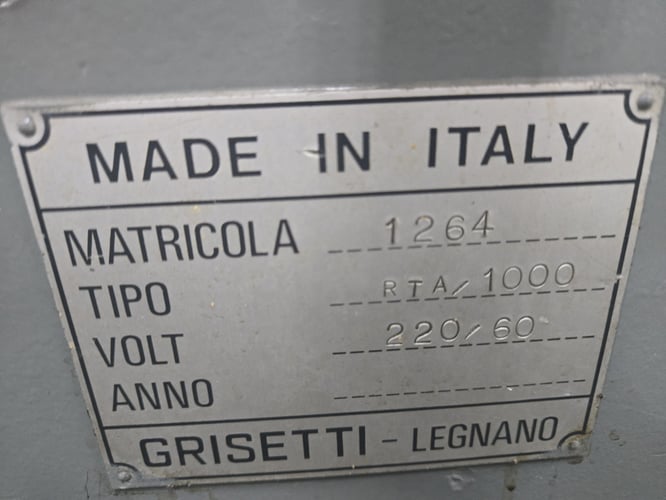 MADE IN ITALY
MATRICOLA 1264
TIPO RTA/1000
VOLT 220/60
ANNO
GRISETTI - LEGNANO